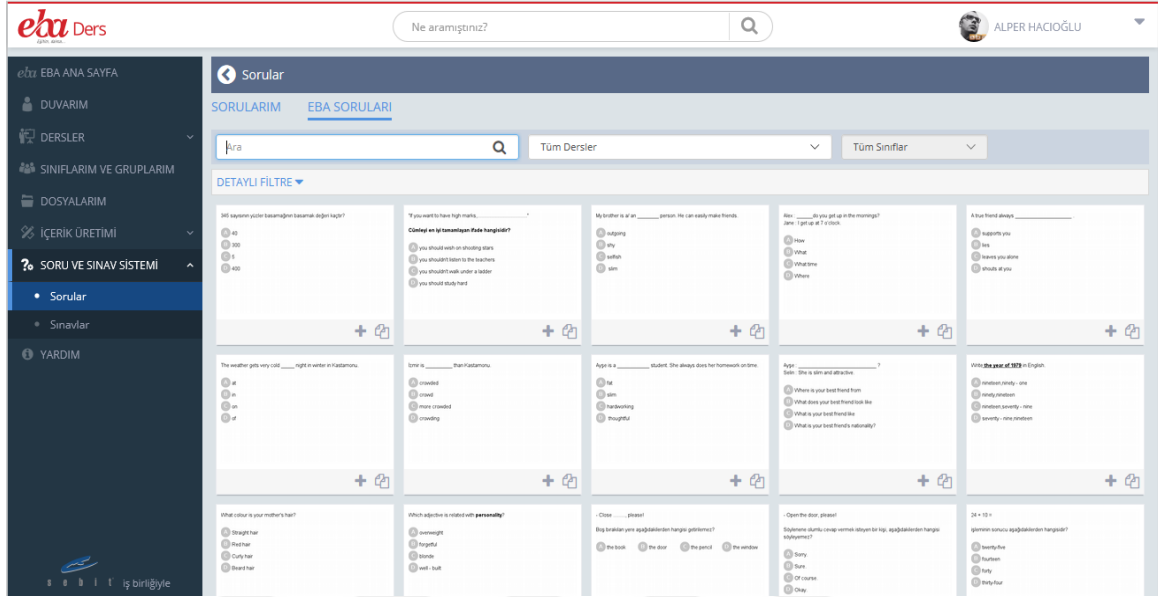 eba Ders
Ne aramıştınız?
ALPER HACIOĞLU
eba EBA ANA SAYFA
DUVARIM
DERSLER
SINIFLARIM VE GRUPLARIM
DOSYALARIM
İÇERİK ÜRETİMİ
SORU VE SINAV SİSTEMİ
Sorular
Sınavlar
YARDIM
sebit işbirliğiyle
Sorular
SORULARIM EBA SORULARI
Ara
Tüm Dersler
Tüm Sınıflar
DETAYLI FİLTRE
345 sayısının yüzler basamağının basamak değeri kaçtır?
A 40
B 300
C 5
D 400
"If you want to have high marks,____________."
Cümleyi en iyi tamamlayan ifade hangisidir?
A you should wish on shooting stars
B you shouldn't listen to the teachers
C you shouldn't walk under a ladder
D you should study hard
My brother is a/ an _______ person. He can easily make friends.
A outgoing
B shy
C selfish
D slim
Alex : _____do you get up in the mornings?
Jane : I get up at 7 o'clock.
A How
B What
C What time
D Where
A true friend always ____________________.
A supports you
B lies
C leaves you alone
D shouts at you
The weather gets very cold ____ night in winter in Kastamonu.
A at
B in
C on
D of
İzmir is ________ than Kastamonu.
A crowded
B crowd
C more crowded
D crowding
Ayşe is a __________ student. She always does her homework on time.
A fat
B slim
C hardworking
D thoughtful
Ayşe : ____________________ ?
Selin : She is slim and attractive.
A Where is your best friend from
B What does your best friend look like
C What is your best friend like
D What is your best friend's nationality?
Write the year of 1979 in English.
A nineteen,ninety - one
B ninety,nineteen
C nineteen,seventy - nine
D seventy - nine,nineteen
What colour is your mother's hair?
A Straight hair
B Red hair
C Curly hair
D Beard hair
Which adjective is related with personality?
A overweight
B forgetful
C blonde
D well - built
- Close ........, please!
Boş bırakılan yere aşağıdakilerden hangisi getirilemez?
A the book B the door C the pencil D the window
- Open the door, please!
Söylenene olumlu cevap vermek isteyen bir kişi, aşağıdakilerden hangisi
söyleyemez?
A Sorry
B Sure
C Of course
D Okay.
24 + 10 =
işleminin sonucu aşağıdakilerden hangisidir?
A twenty-five
B fourteen
C forty
D thirty-four